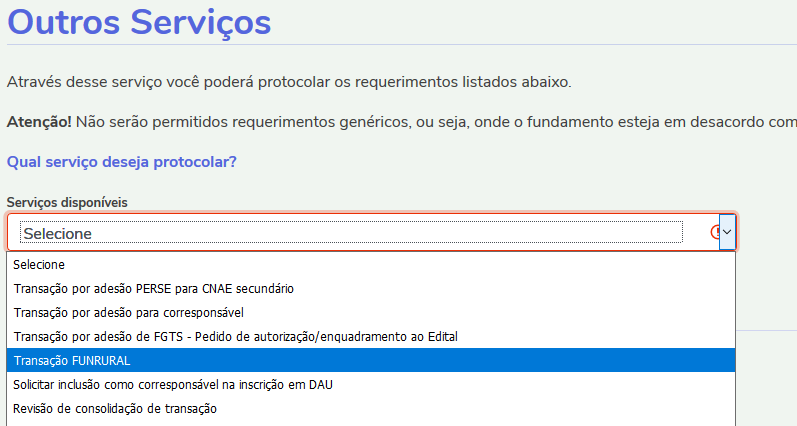 Outros Serviços
Através desse serviço você poderá protocolar os requerimentos listados abaixo.
Atenção! Não serão permitidos requerimentos genéricos, ou seja, onde o fundamento esteja em desacordo com
Qual serviço deseja protocolar?
Serviços disponíveis
Selecione
Selecione
Transação por adesão PERSE para CNAE secundário
Transação por adesão para corresponsável
Transação por adesão de FGTS - Pedido de autorização/enquadramento ao Edital
Transação FUNRURAL
Solicitar inclusão como corresponsável na inscrição em DAU
Revisão de consolidação de transação